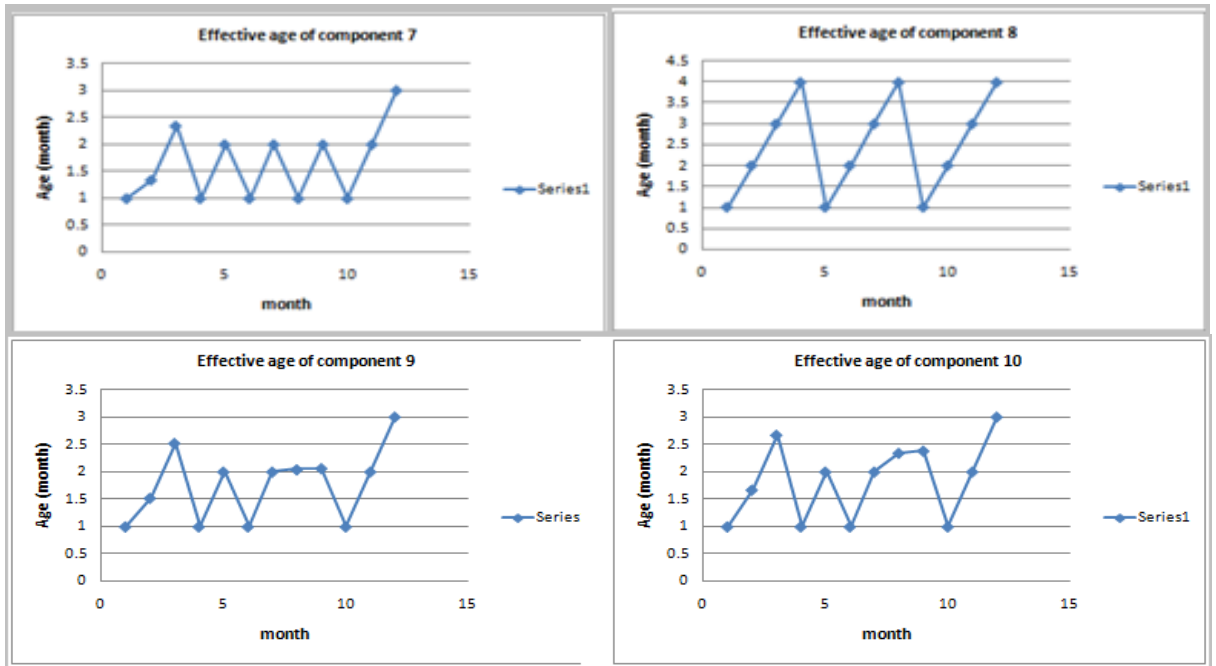 Effective age of component 7
3.5
3
2.5
2
1.5
1
0.5
0
Age (month)
0 5 10 15
month
Series1
Effective age of component 8
4.5
4
3.5
3
2.5
2
1.5
1
0.5
0
Age (month)
0 5 10 15
month
Series1
Effective age of component 9
3.5
3
2.5
2
1.5
1
0.5
0
Age (month)
0 5 10 15
month
Series
Effective age of component 10
3.5
3
2.5
2
1.5
1
0.5
0
Age (month)
0 5 10 15
month
Series1